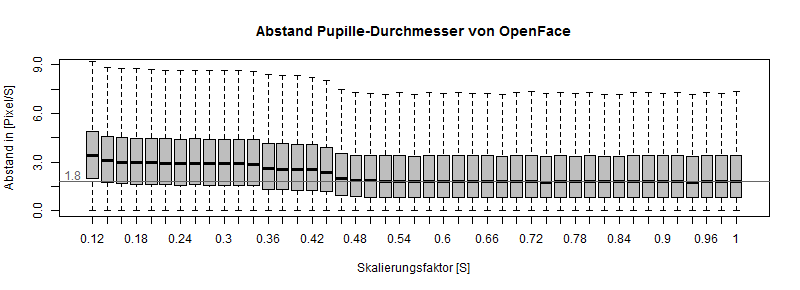 Abstand Pupille-Durchmesser von OpenFace
Abstand in [Pixel/S]
9.0
6.0
3.0
0.0
1.8
0.12 0.18 0.24 0.3 0.36 0.42 0.48 0.54 0.6 0.66 0.72 0.78 0.84 0.9 0.96 1
Skalierungsfaktor [S]